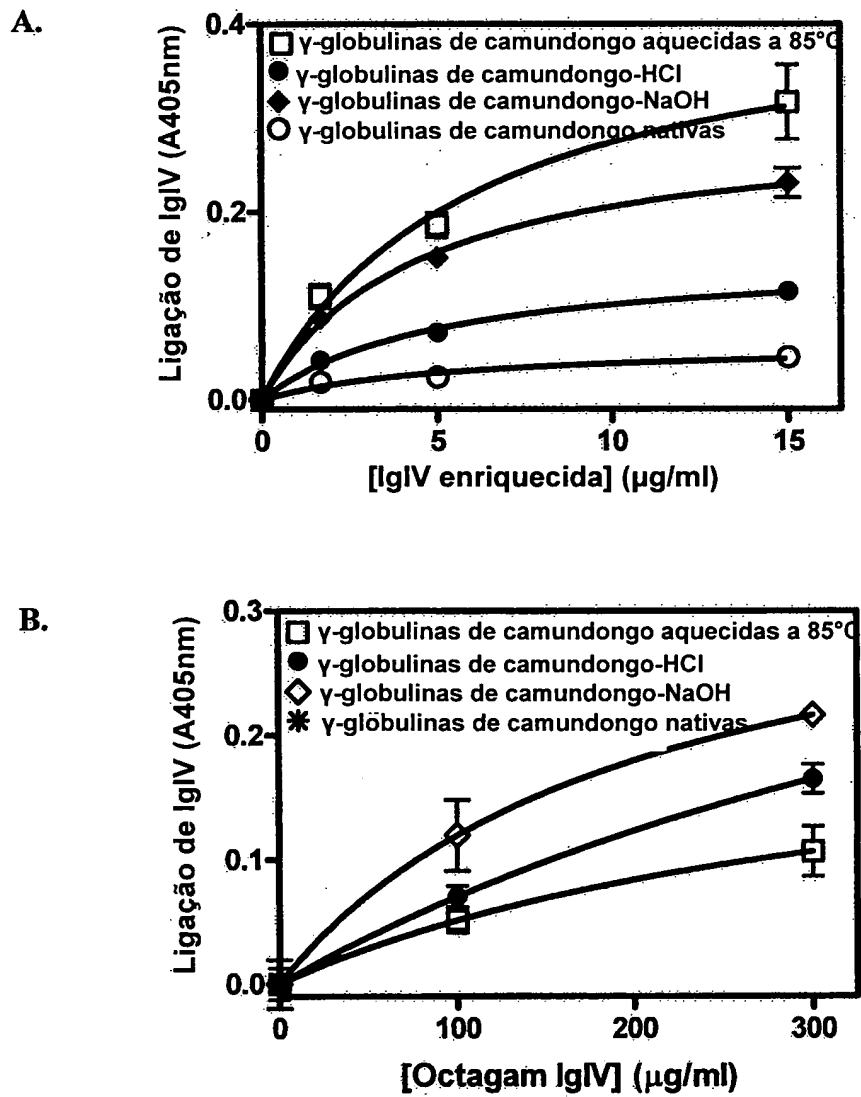 A.
Ligação de IgIV (A405nm)
0.4
0.2
0.0
γ-globulinas de camundongo aquecidas a 85°C
γ-globulinas de camundongo-HCl
γ-globulinas de camundongo-NaOH
γ-globulinas de camundongo nativas
0 5 10 15
[IgIV enriquecida] (µg/ml)
B.
Ligação de IgIV (A405nm)
0.3
0.2
0.1
0.0
γ-globulinas de camundongo aquecidas a 85°C
γ-globulinas de camundongo-HCl
γ-globulinas de camundongo-NaOH
γ-glöbulinas de camundongo nativas
0 100 200 300
[Octagam IgIV] (µg/ml)